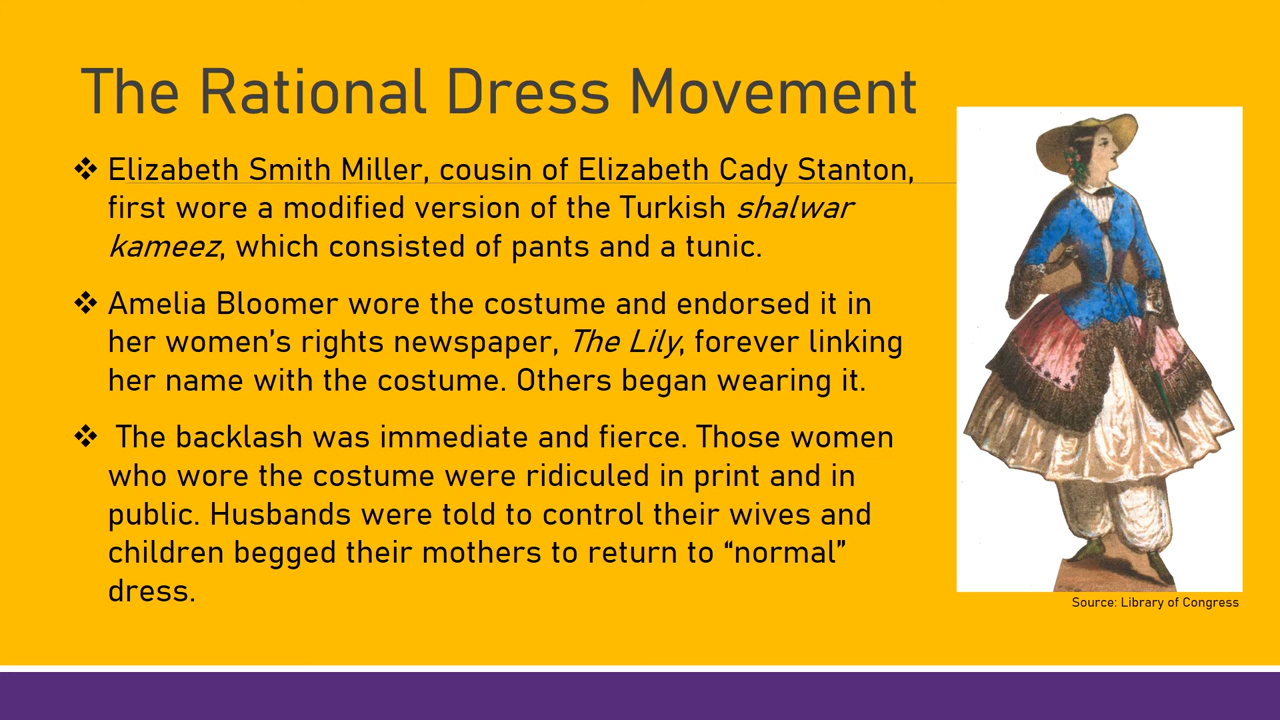 The Rational Dress Movement
❖ Elizabeth Smith Miller, cousin of Elizabeth Cady Stanton,
first wore a modified version of the Turkish shalwar
kameez, which consisted of pants and a tunic.
❖ Amelia Bloomer wore the costume and endorsed it in
her women’s rights newspaper, The Lily, forever linking
her name with the costume. Others began wearing it.
❖ The backlash was immediate and fierce. Those women
who wore the costume were ridiculed in print and in
public. Husbands were told to control their wives and
children begged their mothers to return to “normal”
dress.
Source: Library of Congress